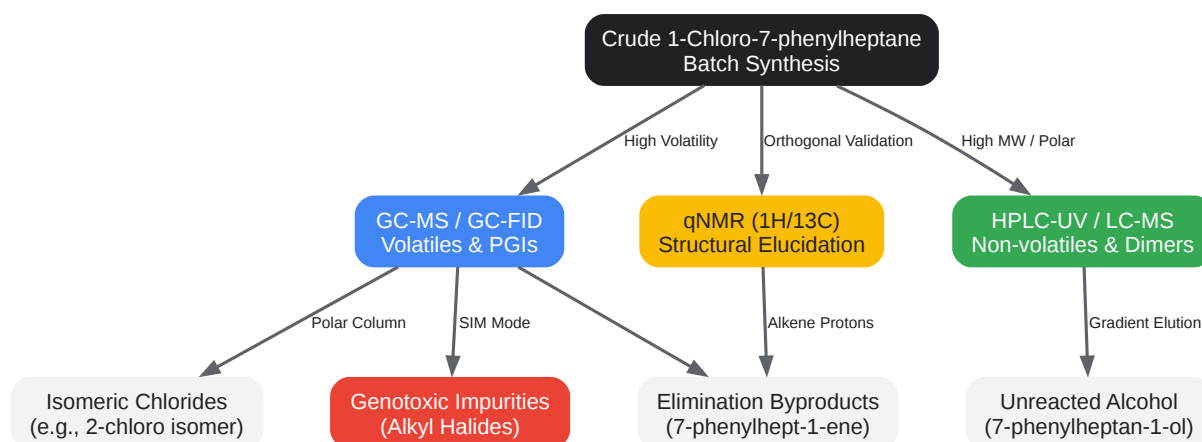 Crude 1-Chloro-7-phenylheptane
Batch Synthesis
High Volatility
Orthogonal Validation
High MW / Polar
GC-MS / GC-FID
Volatiles & PGIs
qNMR (1H/13C)
Structural Elucidation
HPLC-UV / LC-MS
Non-volatiles & Dimers
Polar Column
SIM Mode
Alkene Protons
Gradient Elution
Isomeric Chlorides
(e.g., 2-chloro isomer)
Genotoxic Impurities
(Alkyl Halides)
Elimination Byproducts
(7-phenylhept-1-ene)
Unreacted Alcohol
(7-phenylheptan-1-ol)